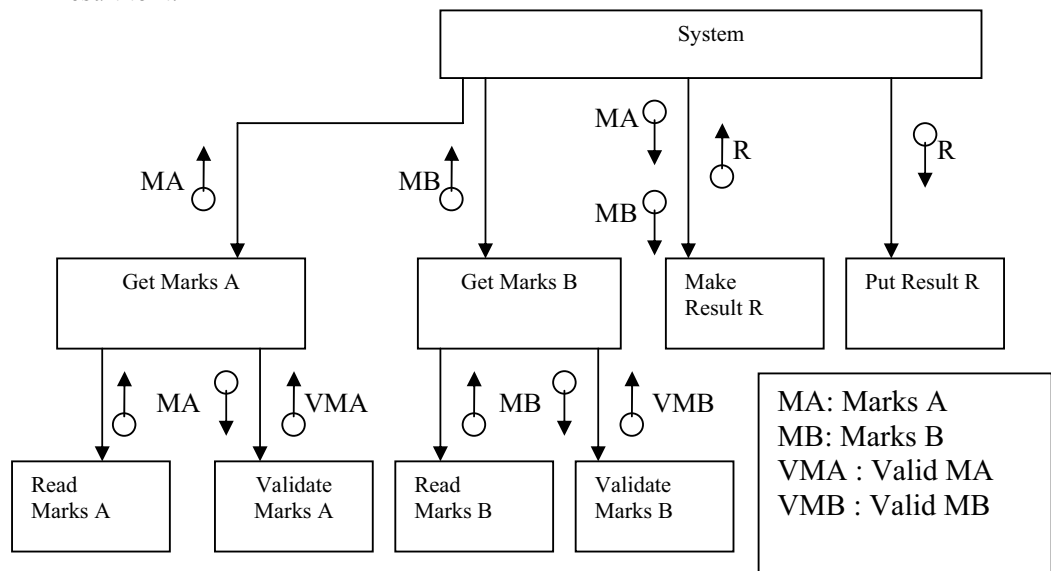 System
MA
R
R
MA
MB
MB
Get Marks A
Get Marks B
Make
Result R
Put Result R
MA
VMA
MB
VMB
MA: Marks A
MB: Marks B
VMA : Valid MA
VMB : Valid MB
Read
Marks A
Validate
Marks A
Read
Marks B
Validate
Marks B